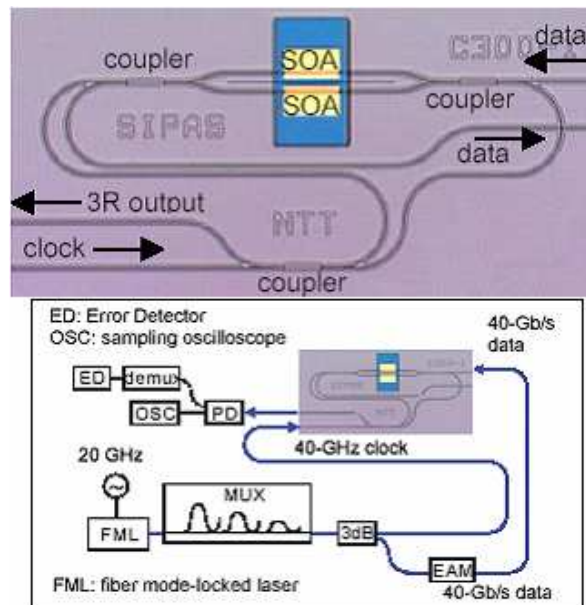 C300
data
SOA
coupler
SOA
coupler
SIPAS
data
3R output
NTT
clock
coupler
ED: Error Detector
OSC: sampling oscilloscope
40-Gb/s
data
ED
demux
OSC
PD
40-GHz clock
20 GHz
MUX
FML
3dB
EAM
FML: fiber mode-locked laser
40-Gb/s data